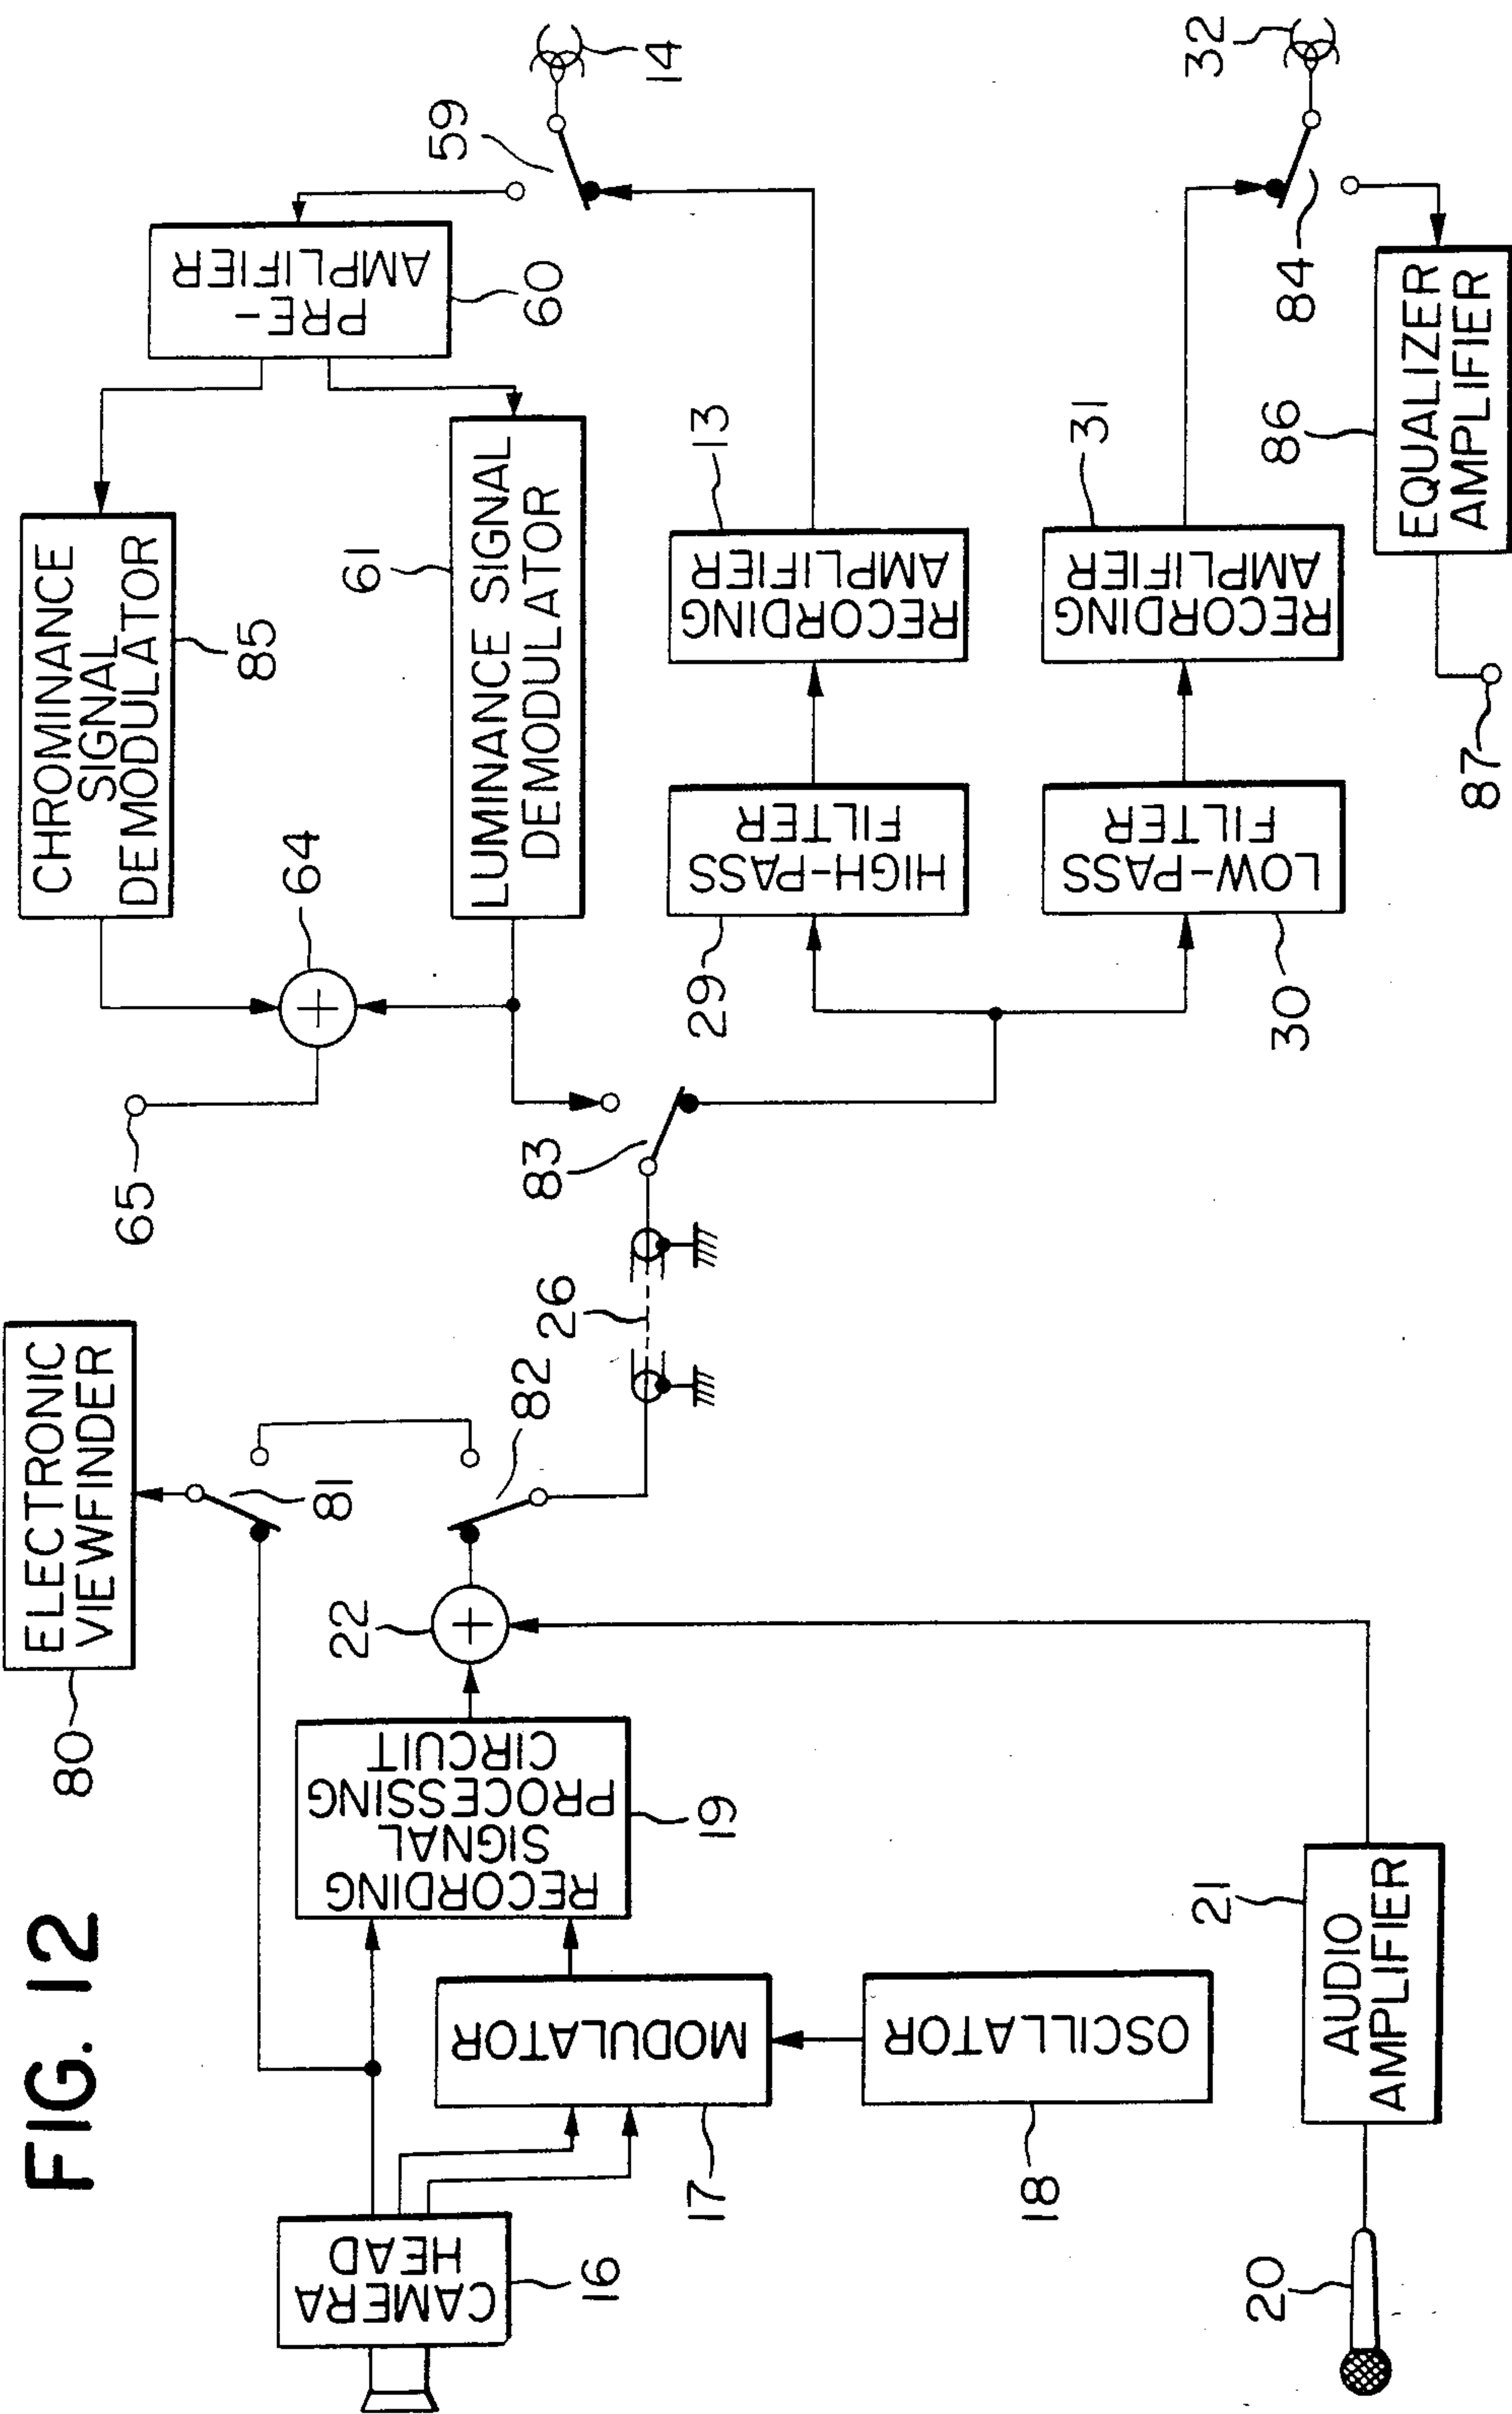 FIG. 12
ELECTRONIC
VIEWFINDER
80
81
82
CAMERA
HEAD
16
MODULATOR
17
OSCILLATOR
18
RECORDING
SIGNAL
PROCESSING
CIRCUIT
19
20
AUDIO
AMPLIFIER
21
22
26
83
65
64
CHROMINANCE
SIGNAL
DEMODULATOR
85
LUMINANCE SIGNAL
DEMODULATOR
61
PRE-
AMPLIFIER
60
59
14
HIGH-PASS
FILTER
29
RECORDING
AMPLIFIER
13
LOW-PASS
FILTER
30
RECORDING
AMPLIFIER
31
32
84
EQUALIZER
AMPLIFIER
86
87